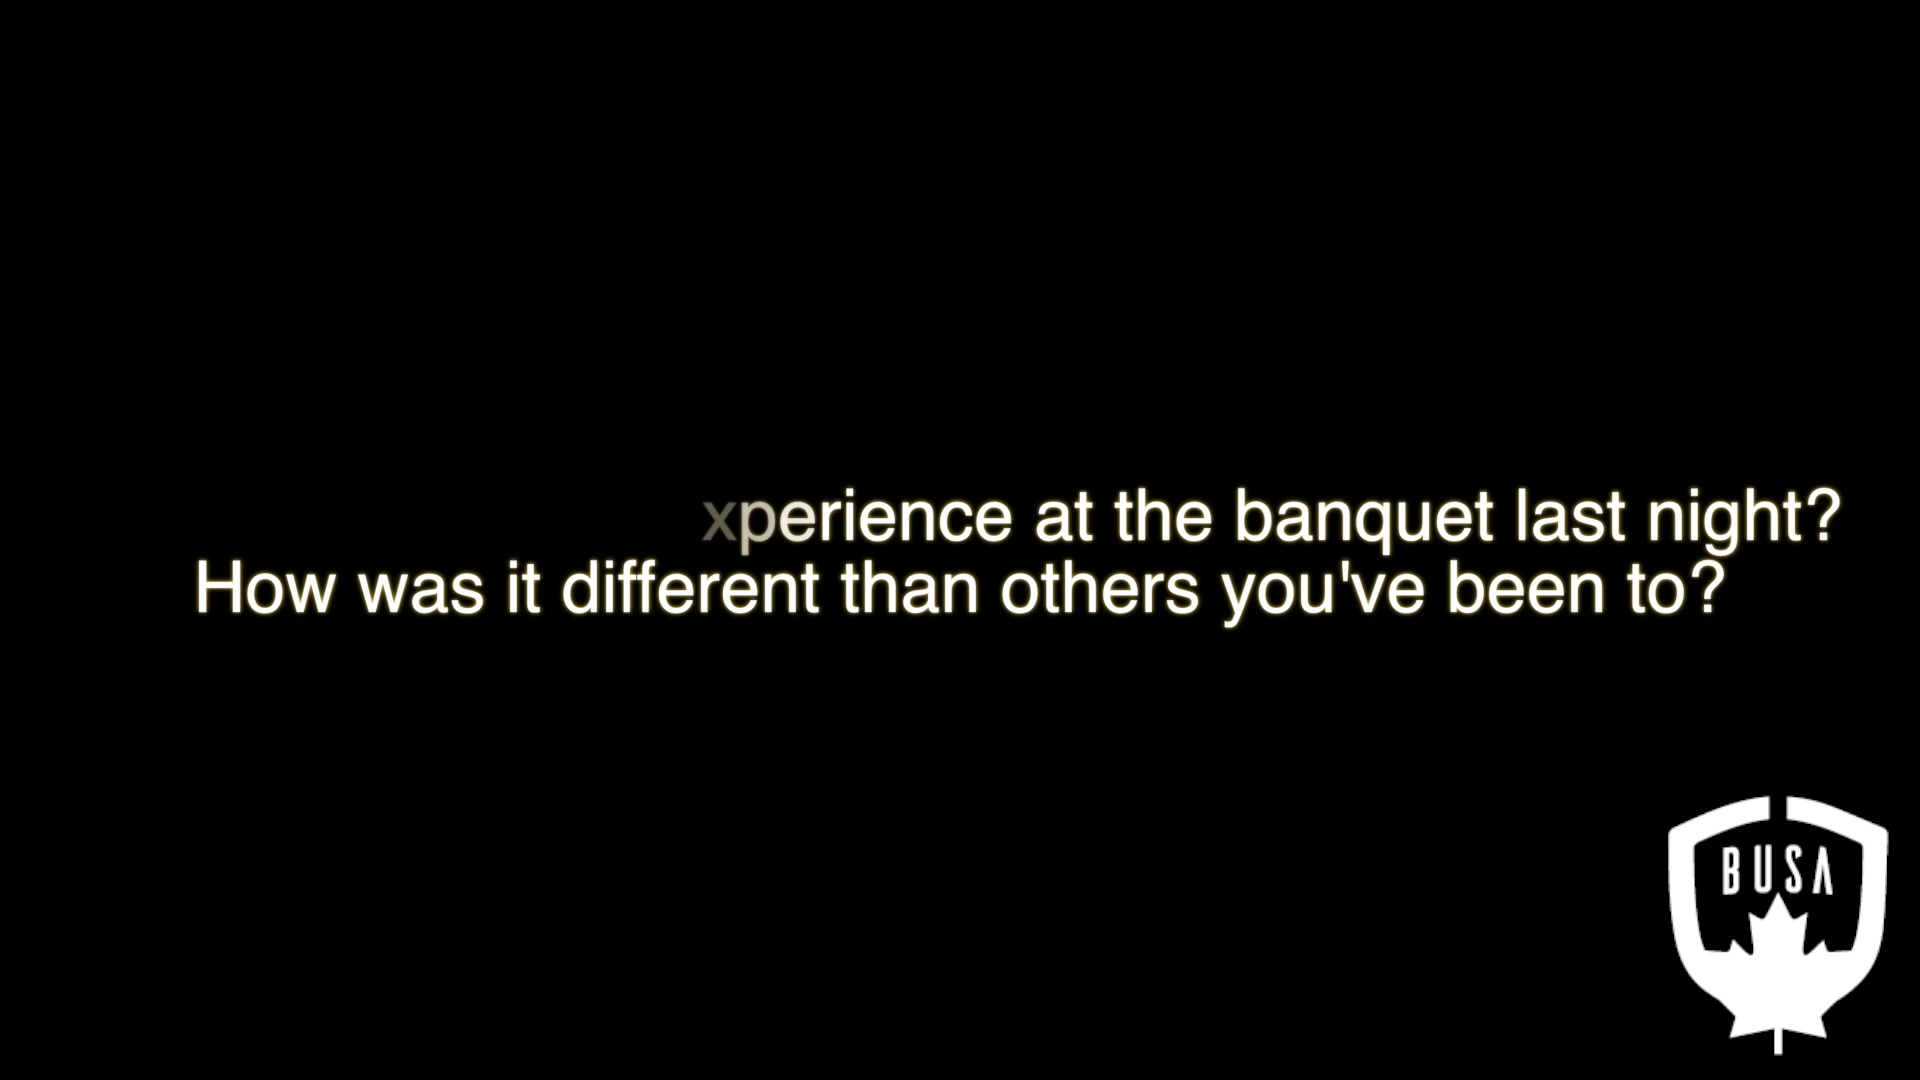 xperience at the banquet last night?
How was it different than others you've been to?
BUSA